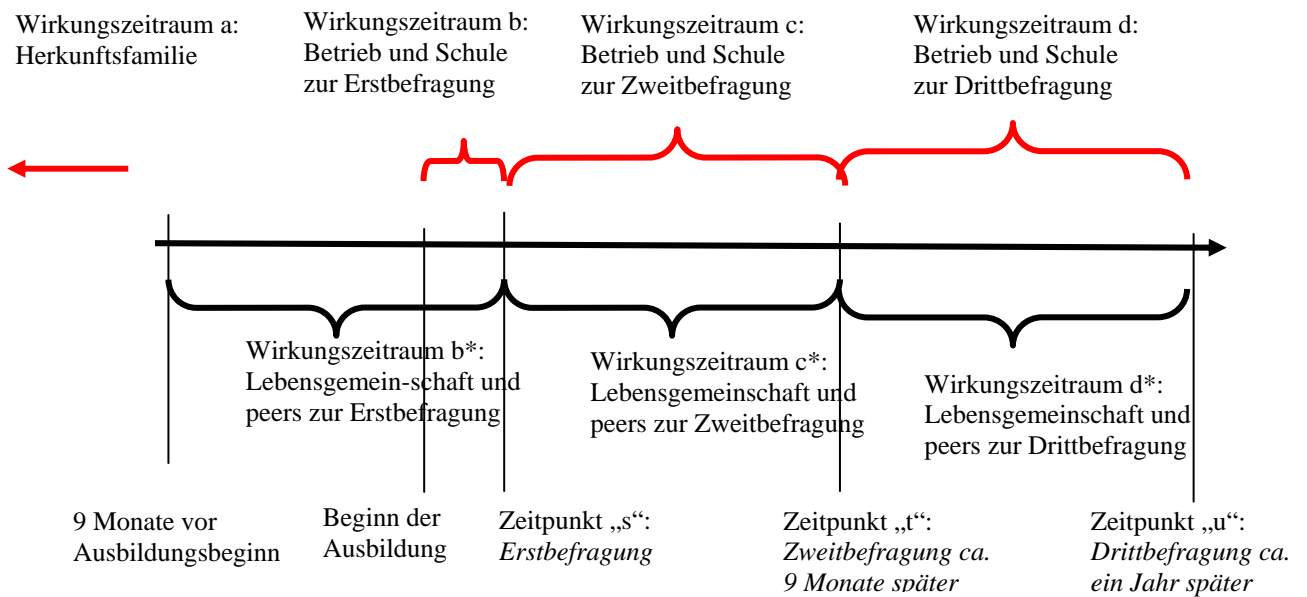 Wirkungszeitraum a:
Herkunftsfamilie
Wirkungszeitraum b:
Betrieb und Schule
zur Erstbefragung
Wirkungszeitraum c:
Betrieb und Schule
zur Zweitbefragung
Wirkungszeitraum d:
Betrieb und Schule
zur Drittbefragung
Wirkungszeitraum b*:
Lebensgemein-schaft und
peers zur Erstbefragung
Wirkungszeitraum c*:
Lebensgemeinschaft und
peers zur Zweitbefragung
Wirkungszeitraum d*:
Lebensgemeinschaft und
peers zur Drittbefragung
9 Monate vor
Ausbildungsbeginn
Beginn der
Ausbildung
Zeitpunkt „s“:
Erstbefragung
Zeitpunkt „t“:
Zweitbefragung ca.
9 Monate später
Zeitpunkt „u“:
Drittbefragung ca.
ein Jahr später